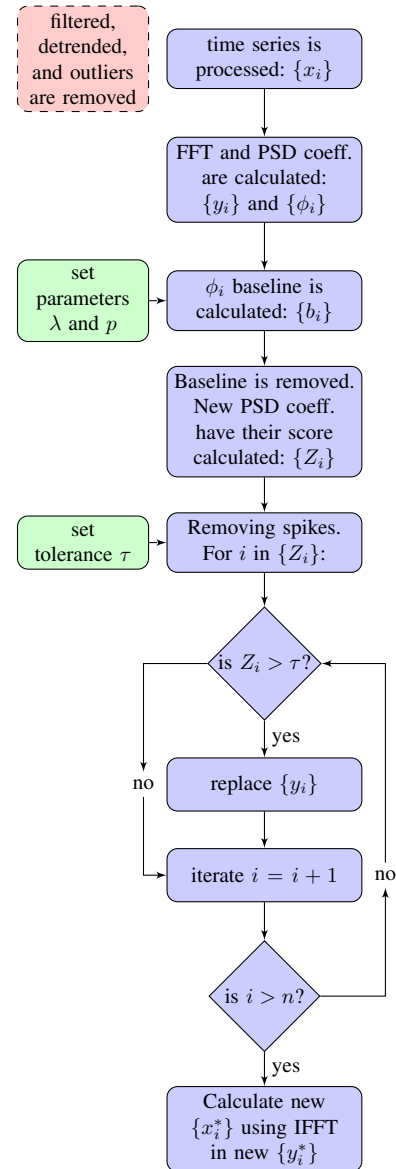 filtered,
detrended,
and outliers
are removed
time series is
processed: {x_i}
FFT and PSD coeff.
are calculated:
{y_i} and {ϕ_i}
set
parameters
λ and p
ϕ_i baseline is
calculated: {b_i}
Baseline is removed.
New PSD coeff.
have their score
calculated: {Z_i}
set
tolerance τ
Removing spikes.
For i in {Z_i}:
is Z_i > τ?
yes
no
replace {y_i}
iterate i = i + 1
no
is i > n?
yes
Calculate new
{x_i^*} using IFFT
in new {y_i^*}